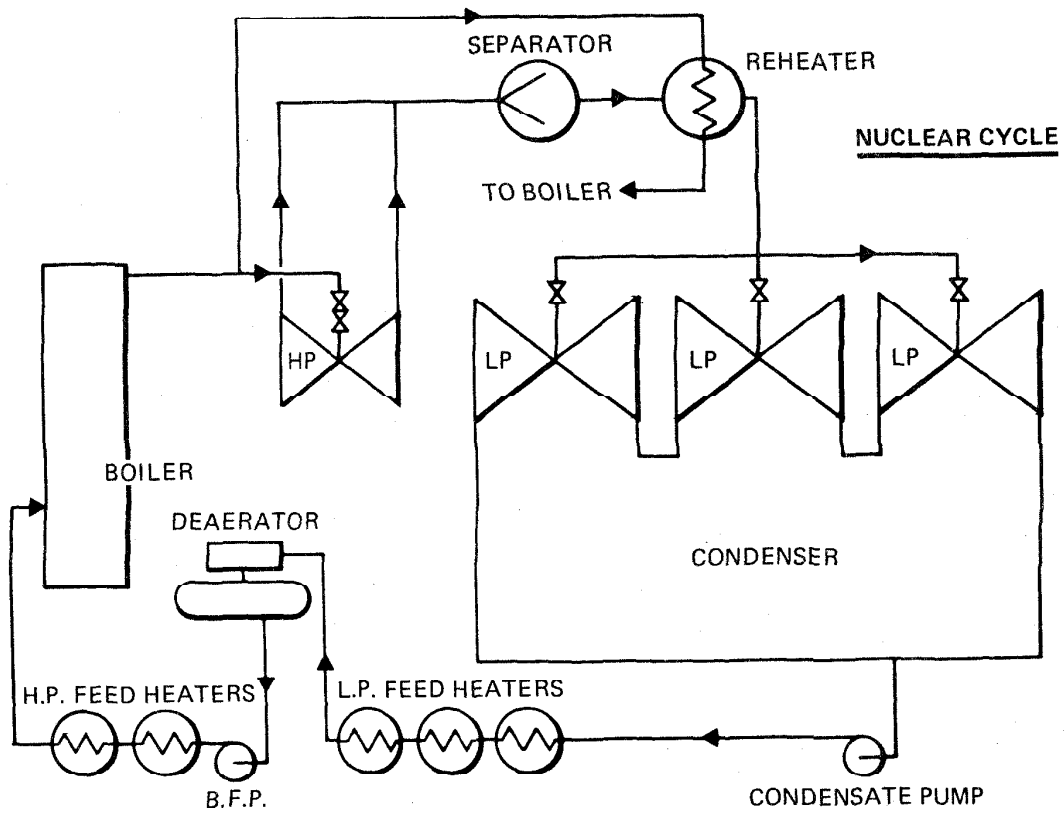 SEPARATOR
REHEATER
NUCLEAR CYCLE
TO BOILER
HP
LP
LP
LP
BOILER
DEAERATOR
CONDENSER
H.P. FEED HEATERS
L.P. FEED HEATERS
B.F.P.
CONDENSATE PUMP